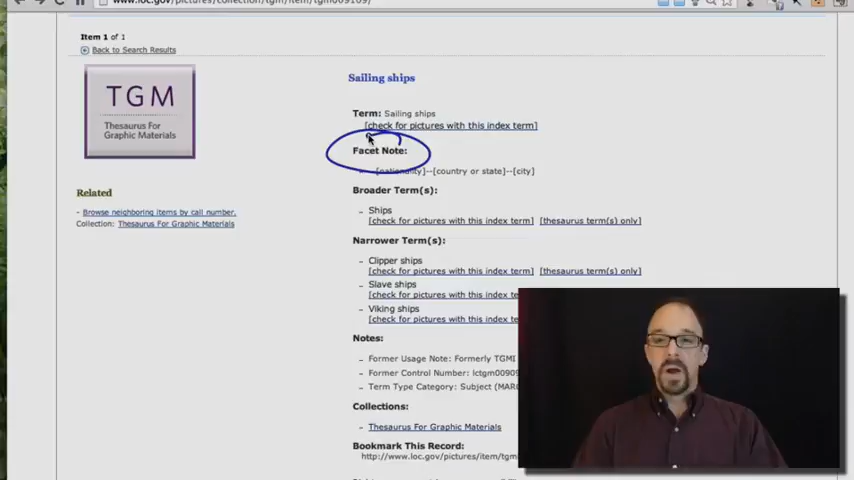 www.loc.gov/pictures/collection/tgm/item/tgm009109/
Item 1 of 1
Back to Search Results
TGM
Thesaurus For
Graphic Materials
Related
- Browse neighboring items by call number.
Collection: Thesaurus For Graphic Materials
Sailing ships
Term: Sailing ships
[check for pictures with this index term]
Facet Note:
– --[nationality]--[country or state]--[city]
Broader Term(s):
– Ships
[check for pictures with this index term] [thesaurus term(s) only]
Narrower Term(s):
– Clipper ships
[check for pictures with this index term] [thesaurus term(s) only]
– Slave ships
[check for pictures with this index term]
– Viking ships
[check for pictures with this index term]
Notes:
– Former Usage Note: Formerly TGMI
– Former Control Number: lctgm00909
– Term Type Category: Subject (MARC
Collections:
– Thesaurus For Graphic Materials
Bookmark This Record:
http://www.loc.gov/pictures/item/tgm